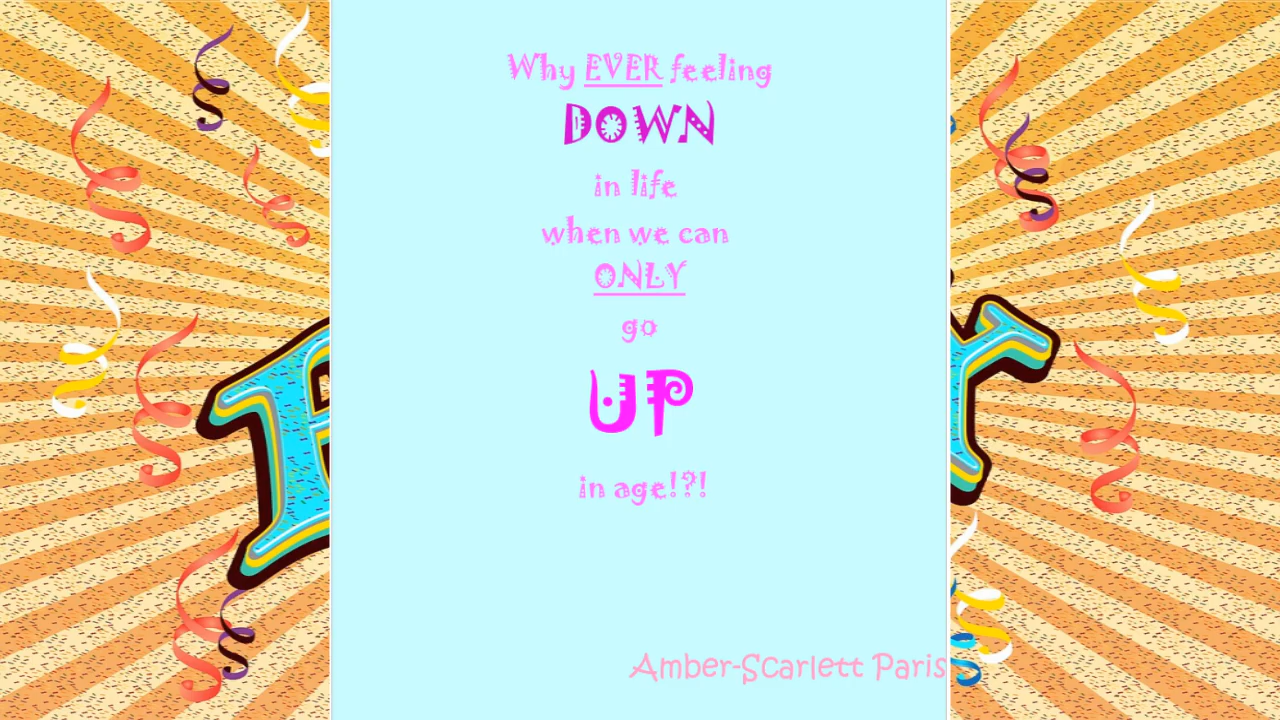 Why EVER feeling
DOWN
in life
when we can
ONLY
go
UP
in age!?!
Amber-Scarlett Paris